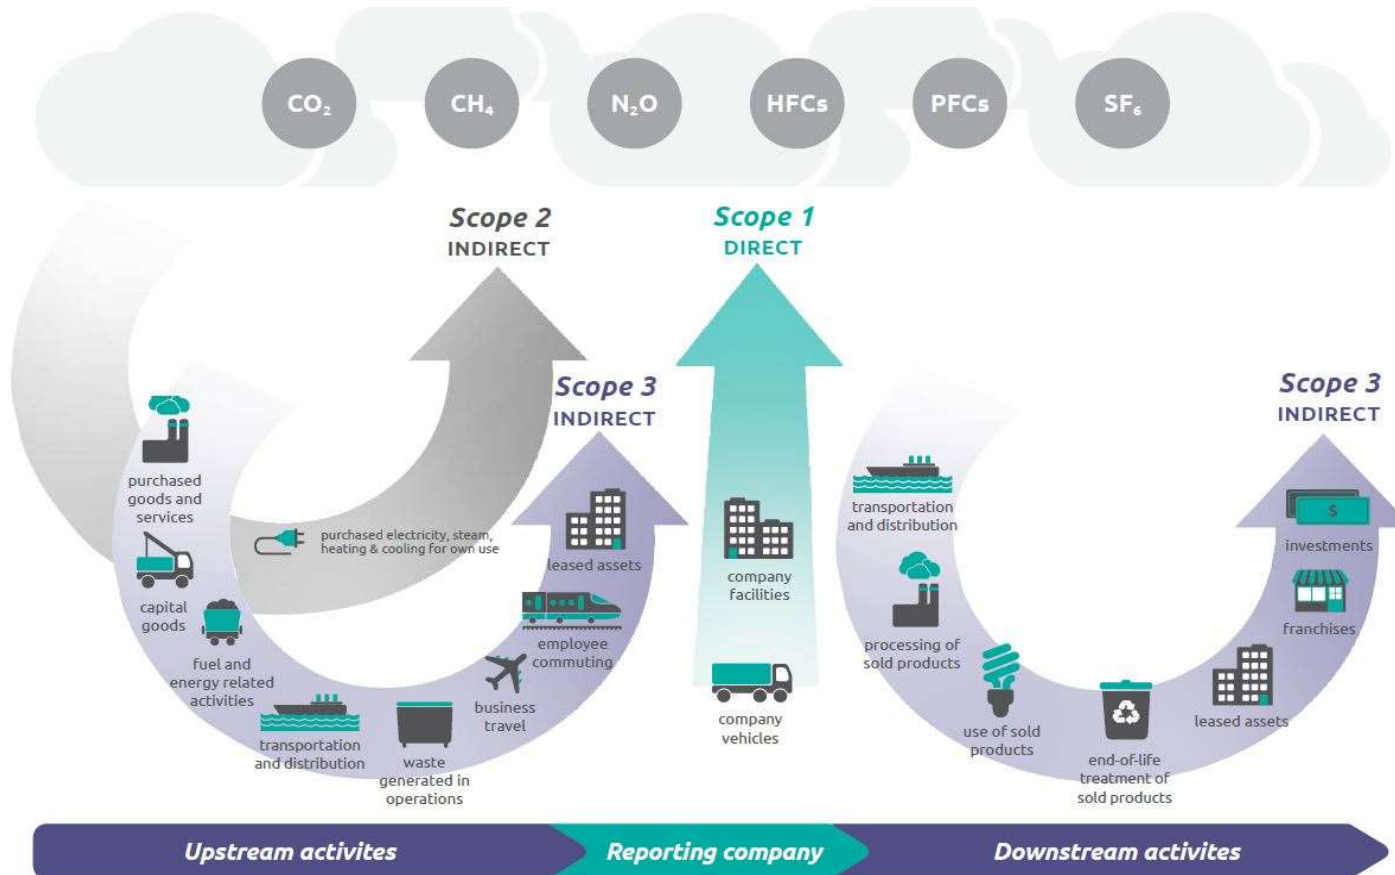 CO₂
CH₄
N₂O
HFCs
PFCs
SF₆
Scope 2
INDIRECT
Scope 1
DIRECT
Scope 3
INDIRECT
Scope 3
INDIRECT
purchased
goods and
services
capital
goods
fuel and
energy related
activities
transportation
and distribution
waste
generated in
operations
business
travel
employee
commuting
leased assets
purchased electricity, steam,
heating & cooling for own use
company
facilities
company
vehicles
transportation
and distribution
processing of
sold products
use of sold
products
end-of-life
treatment of
sold products
leased assets
franchises
$
investments
Upstream activites
Reporting company
Downstream activites